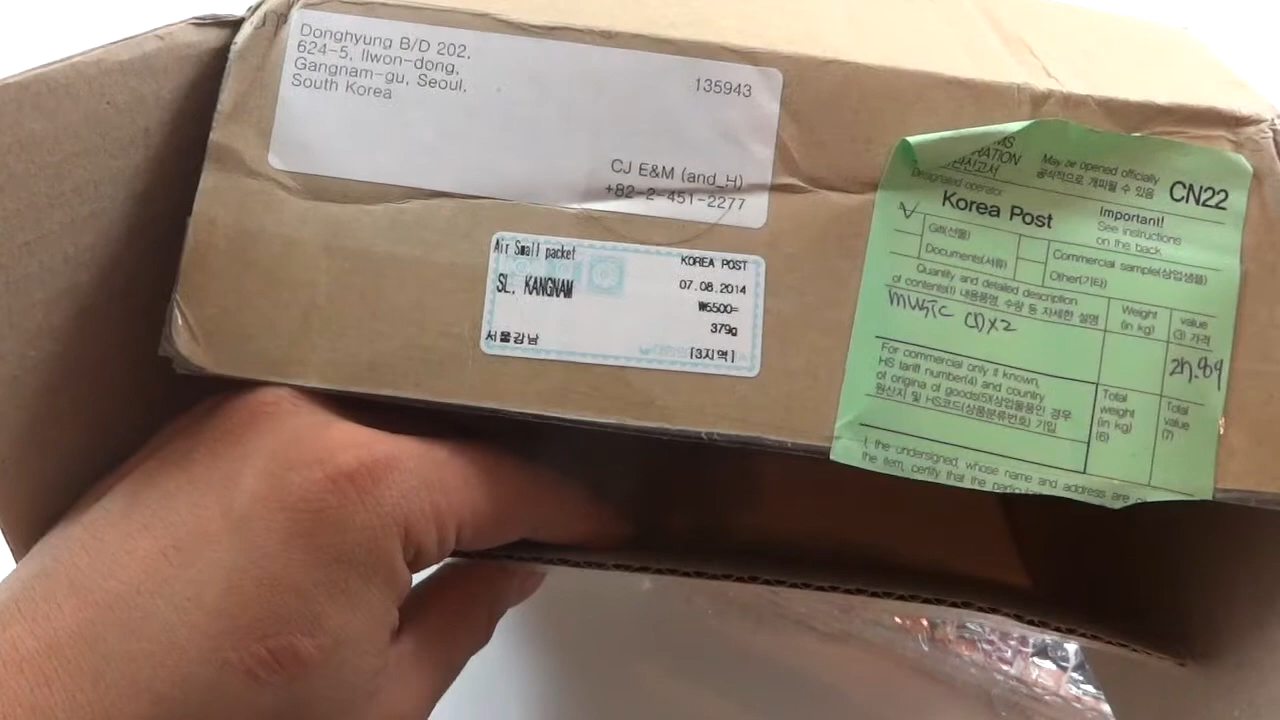 Donghyung B/D 202,
624-5, Ilwon-dong,
Gangnam-gu, Seoul,
South Korea
135943
CJ E&M (and_H)
+82-2-451-2277
Air Small packet
KOREA POST
SL. KANGNAM
07.08.2014
₩6500=
379g
서울강남
[3지역]
May be opened officially
공식적으로 개피될 수 있음
CN22
Designated operator
Korea Post
Important!
See instructions
on the back
Gift(선물)
Documents(서류)
Commercial sample(상업샘플)
Other(기타)
Quantity and detailed description
of contents(1) 내용품명, 수량 등 자세한 설명
Weight
(in kg)
value
(3) 가격
music CDX2
For commercial only If known,
HS tariff number(4) and country
of origina of goods(5)(상업물품인 경우
원산지 및 HS코드(상품분류번호) 기입
Total
weight
(in kg)
(6)
Total
value
(7)
I, the undersigned, whose name and address are
the item, certify that the